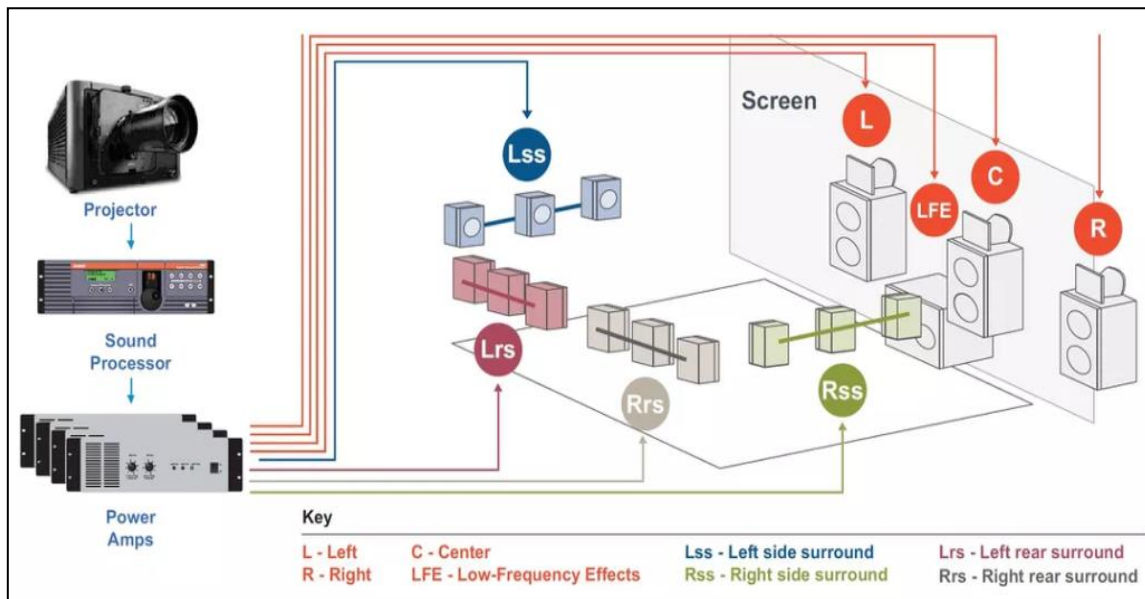 Screen
L
C
LFE
R
Lss
Projector
Sound
Processor
Lrs
Rrs
Rss
Power
Amps
Key
L - Left
C - Center
Lss - Left side surround
Lrs - Left rear surround
R - Right
LFE - Low-Frequency Effects
Rss - Right side surround
Rrs - Right rear surround